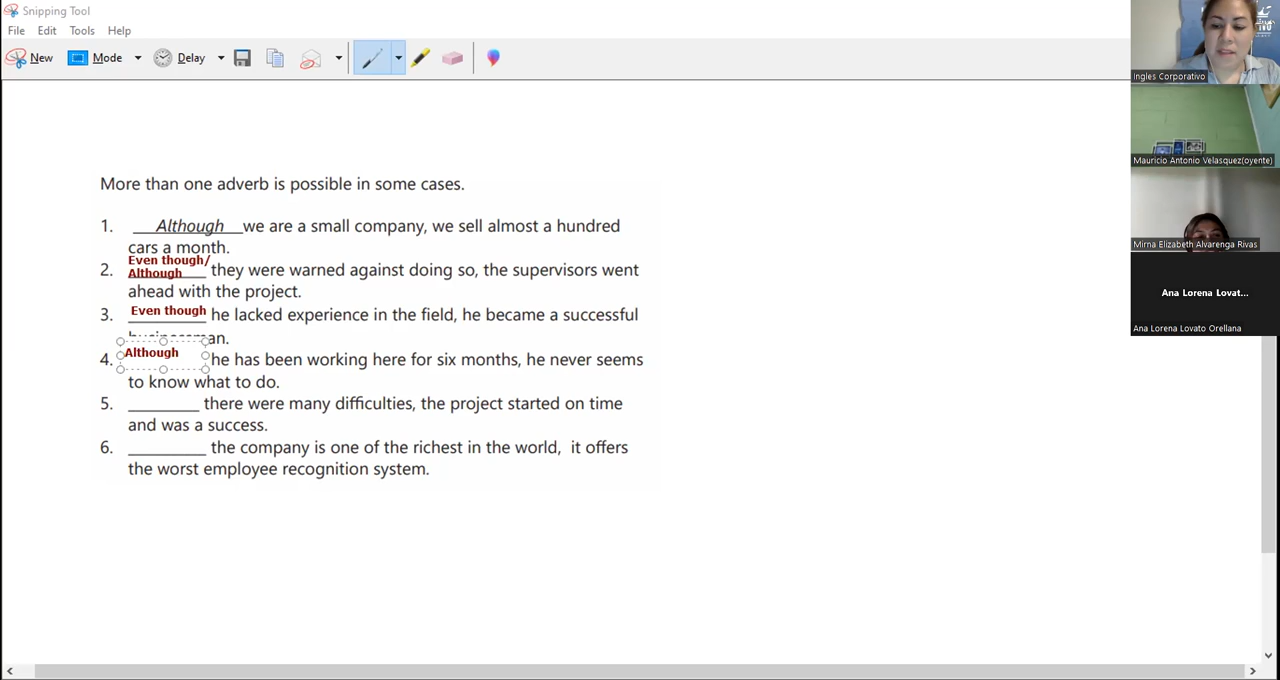 Snipping Tool
File Edit Tools Help
New Mode Delay
Ingles Corporativo
Mauricio Antonio Velasquez(oyente)
Mirna Elizabeth Alvarenga Rivas
Ana Lorena Lovat...
Ana Lorena Lovato Orellana
More than one adverb is possible in some cases.
1. ___Although__we are a small company, we sell almost a hundred
cars a month.
Even though/
2. Although they were warned against doing so, the supervisors went
ahead with the project.
3. Even though he lacked experience in the field, he became a successful
businessman.
4. Although he has been working here for six months, he never seems
to know what to do.
5. _________ there were many difficulties, the project started on time
and was a success.
6. __________ the company is one of the richest in the world, it offers
the worst employee recognition system.